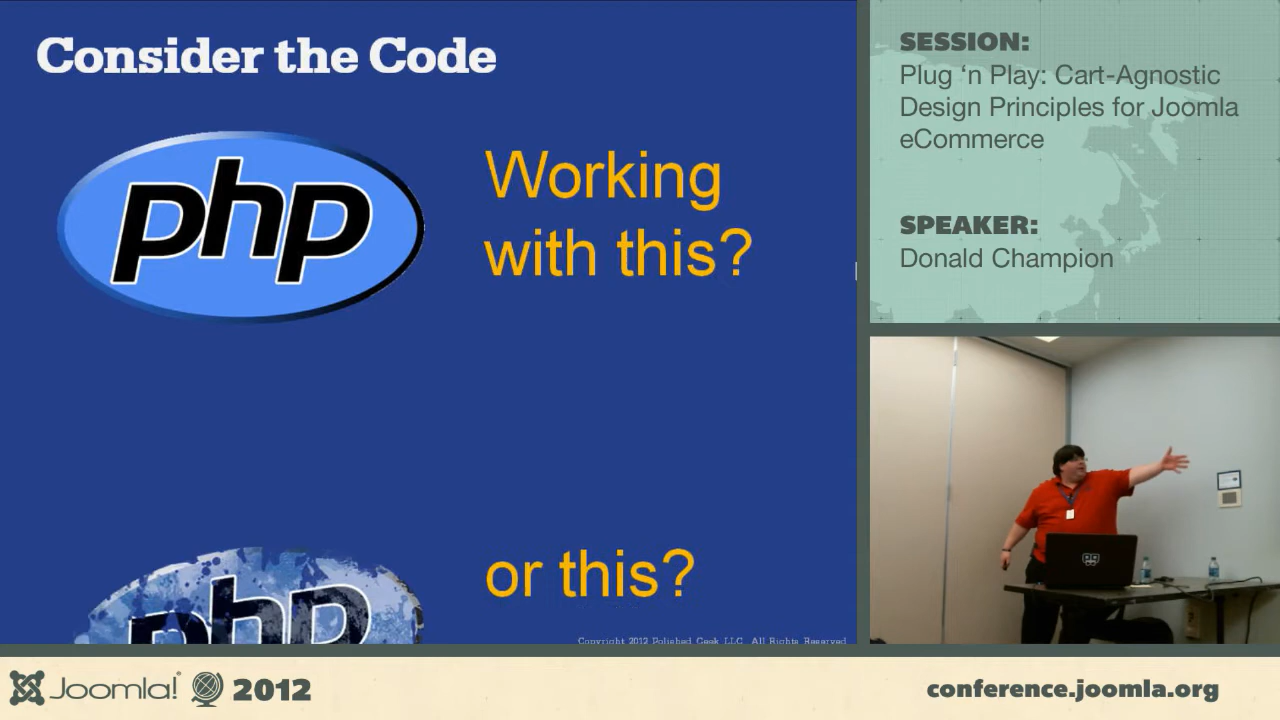 Consider the Code
php
Working
with this?
or this?
php
Copyright 2012 Polished Geek LLC. All Rights Reserved
SESSION:
Plug ‘n Play: Cart-Agnostic
Design Principles for Joomla
eCommerce
SPEAKER:
Donald Champion
Joomla! 2012
conference.joomla.org